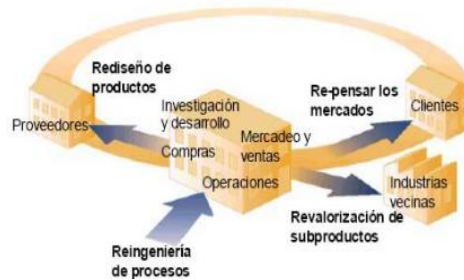 Rediseño de
productos
Re-pensar los
mercados
Clientes
Proveedores
Investigación
y desarrollo
Mercadeo y
ventas
Compras
Operaciones
Industrias
vecinas
Revalorización de
subproductos
Reingeniería
de procesos